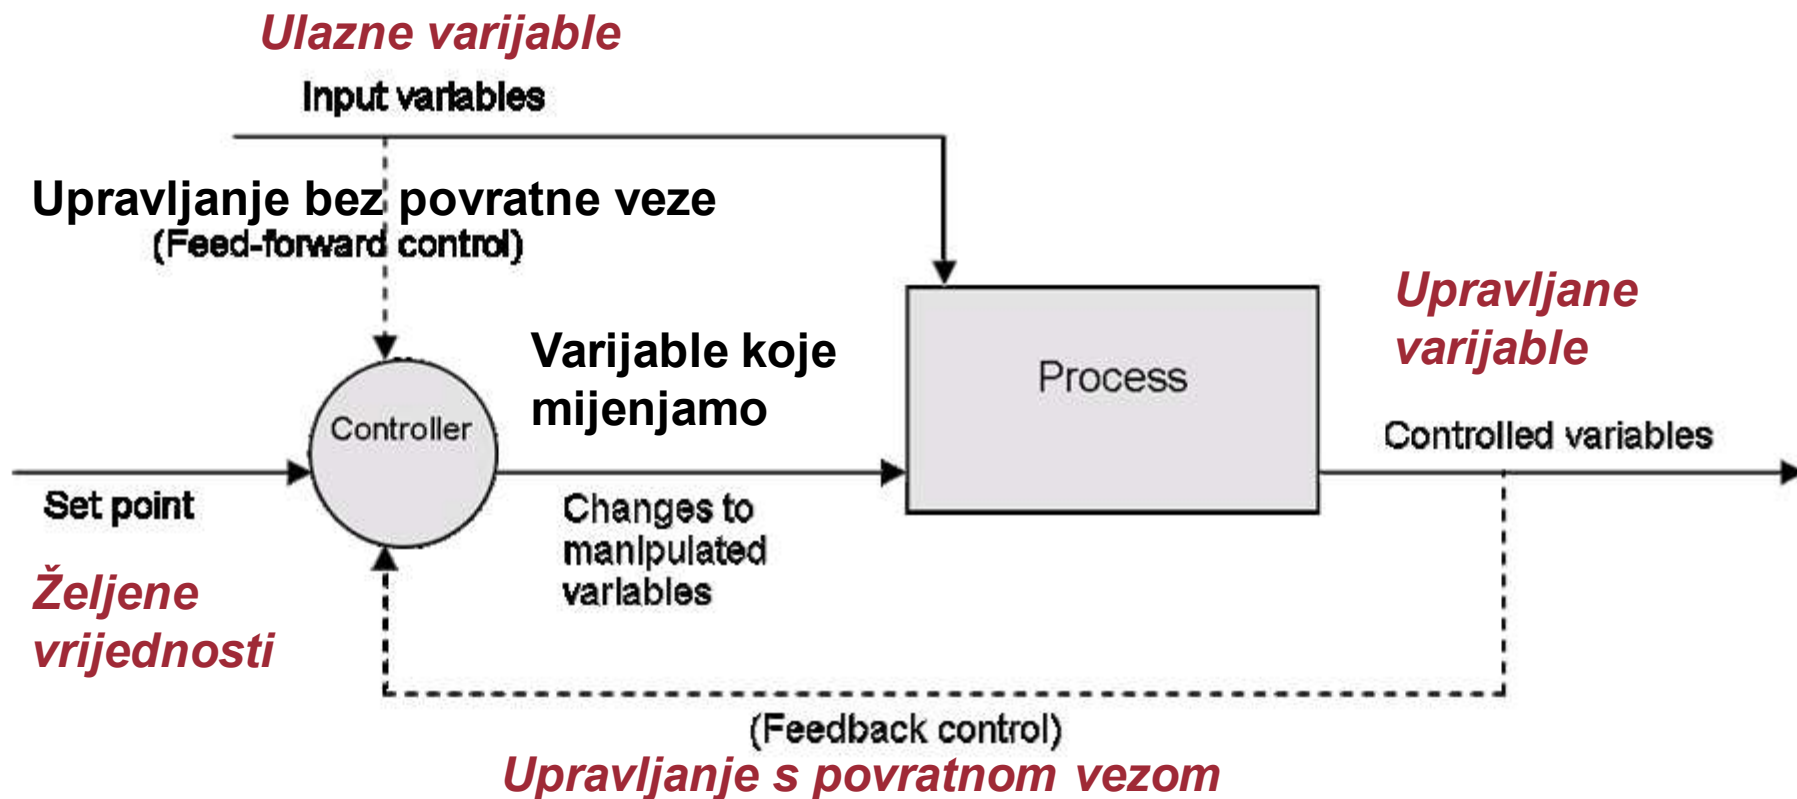 Ulazne varijable
Input variables
Upravljanje bez povratne veze
(Feed-forward control)
Varijable koje
mijenjamo
Process
Upravljane
varijable
Controller
Controlled variables
Set point
Changes to
manipulated
variables
Željene
vrijednosti
(Feedback control)
Upravljanje s povratnom vezom